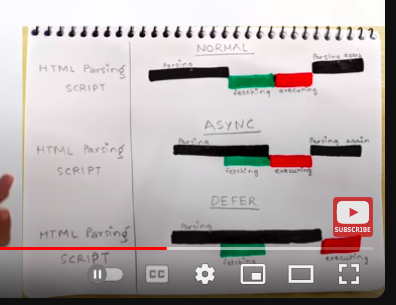 NORMAL
HTML Parsing
SCRIPT
Parsing
fetching
executing
Parsing again
ASYNC
HTML Parsing
SCRIPT
Parsing
fetching
executing
Parsing again
DEFER
HTML Parsing
SCRIPT
Parsing
fetching
executing
SUBSCRIBE
CC